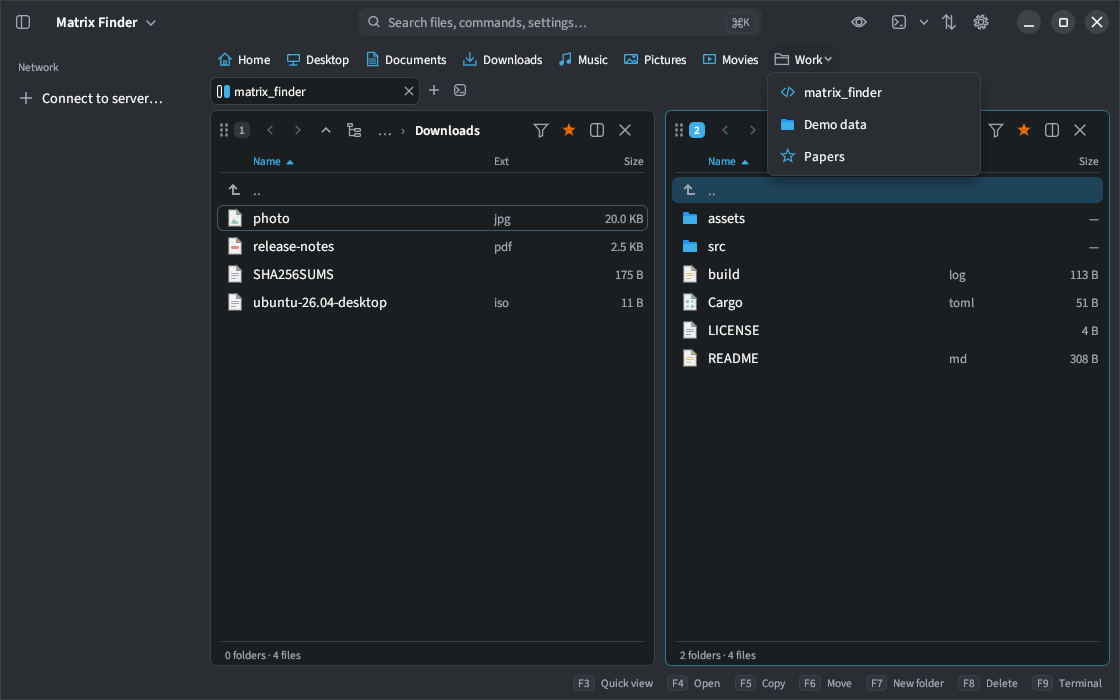 Matrix Finder
Search files, commands, settings…
⌘K
Network
Connect to server…
Home
Desktop
Documents
Downloads
Music
Pictures
Movies
Work
matrix_finder
matrix_finder
Demo data
Papers
1
… › Downloads
Name Ext Size
..
photo jpg 20.0 KB
release-notes pdf 2.5 KB
SHA256SUMS 175 B
ubuntu-26.04-desktop iso 11 B
0 folders · 4 files
2
Name Size
..
assets —
src —
build log 113 B
Cargo toml 51 B
LICENSE 4 B
README md 308 B
2 folders · 4 files
F3 Quick view F4 Open F5 Copy F6 Move F7 New folder F8 Delete F9 Terminal